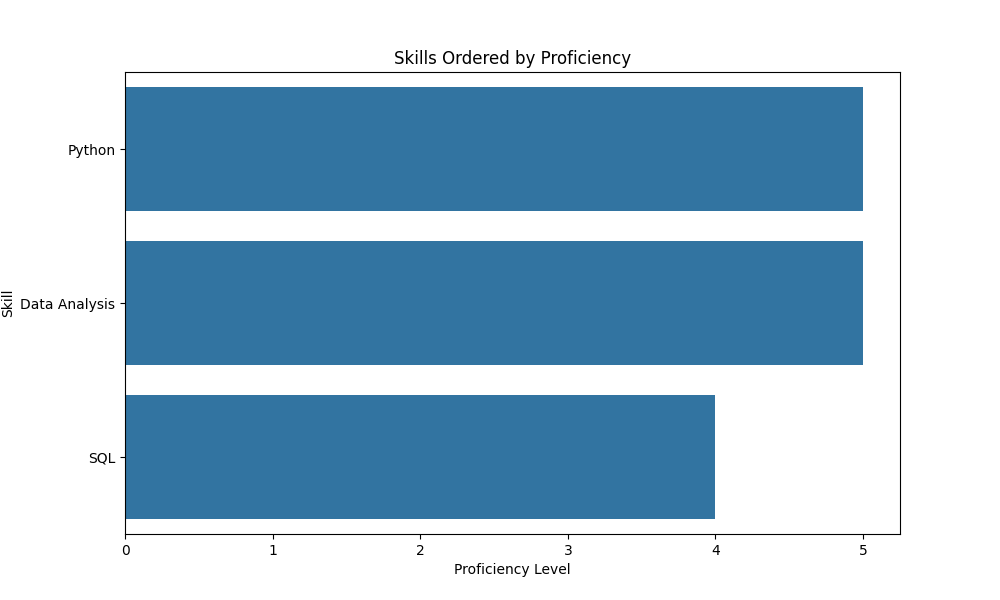 Skills Ordered by Proficiency
Skill
Python
Data Analysis
SQL
0 1 2 3 4 5
Proficiency Level